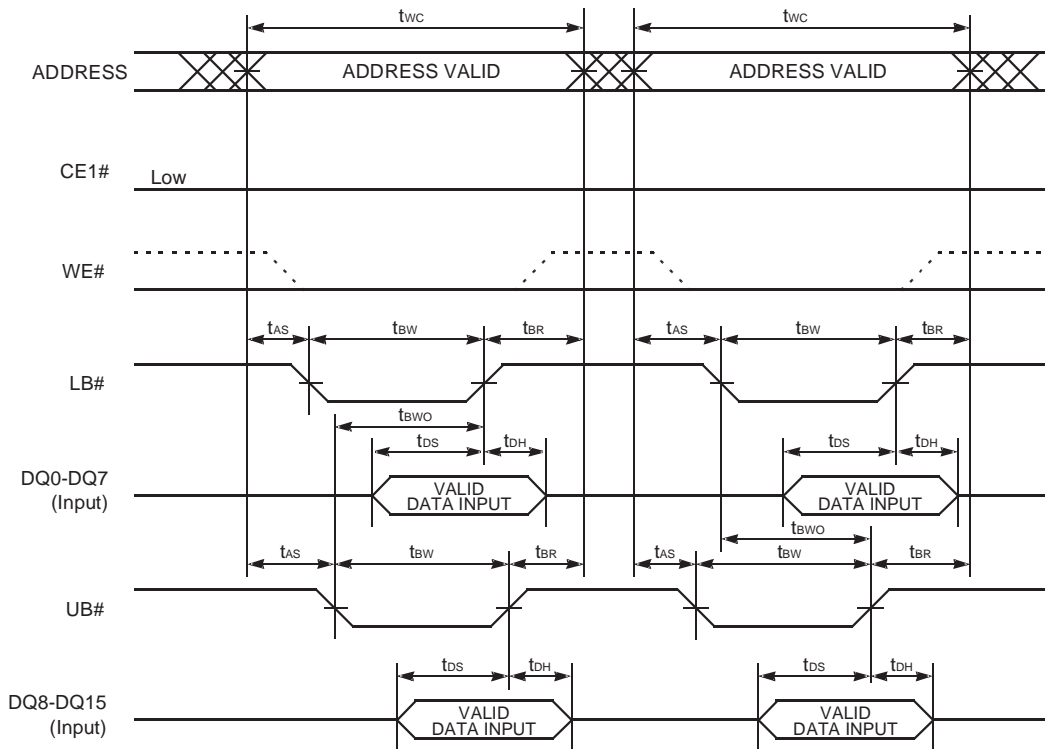 tWC tWC
ADDRESS ADDRESS VALID ADDRESS VALID
CE1# Low
WE#
tAS tBW tBR tAS tBW tBR
LB#
tBWO
tDS tDH tDS tDH
DQ0-DQ7
(Input)
VALID
DATA INPUT
VALID
DATA INPUT
tBWO
tAS tBW tBR tAS tBW tBR
UB#
tDS tDH tDS tDH
DQ8-DQ15
(Input)
VALID
DATA INPUT
VALID
DATA INPUT